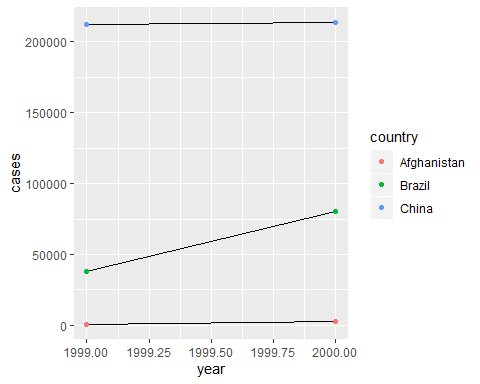 200000
150000
100000
50000
0
cases
1999.00 1999.25 1999.50 1999.75 2000.00
year
country
Afghanistan
Brazil
China